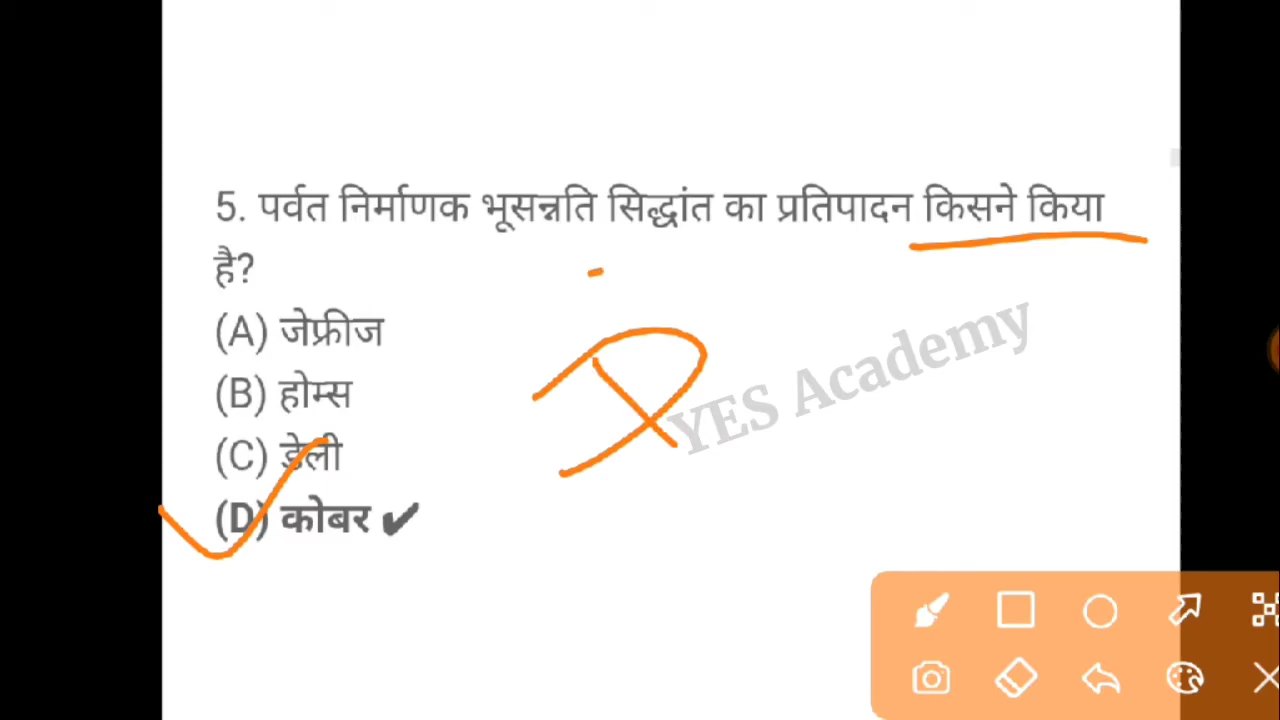 5. पर्वत निर्माणक भूसन्नति सिद्धांत का प्रतिपादन किसने किया
है?
(A) जेफ्रीज
(B) होम्स
(C) डेली
(D) कोबर ✔
YES Academy